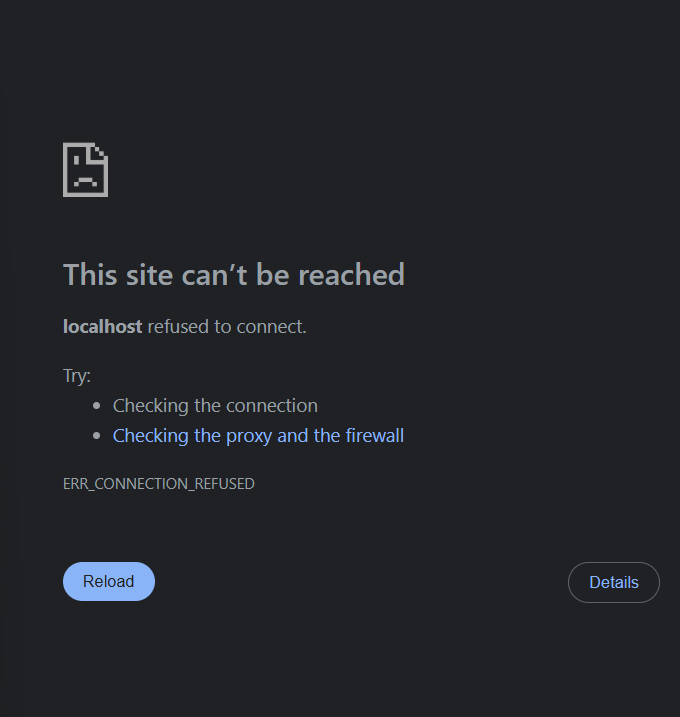 This site can’t be reached
localhost refused to connect.
Try:
• Checking the connection
• Checking the proxy and the firewall
ERR_CONNECTION_REFUSED
Reload
Details